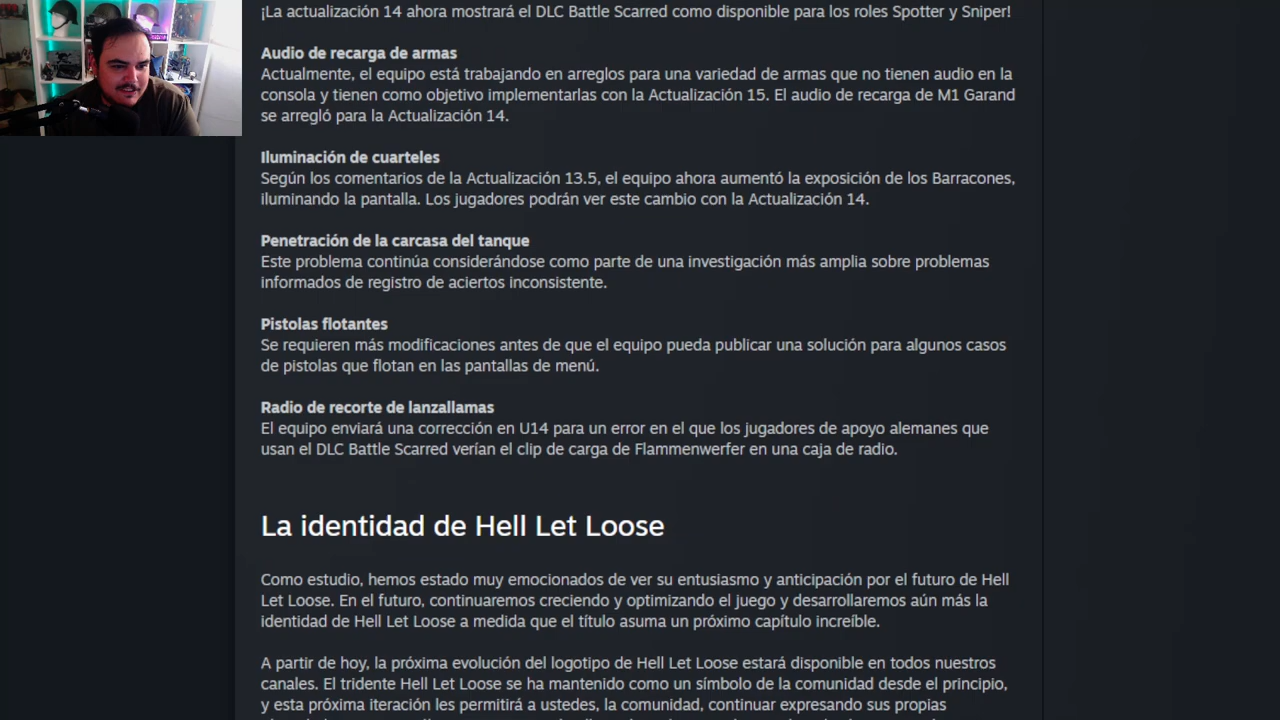 ¡La actualización 14 ahora mostrará el DLC Battle Scarred como disponible para los roles Spotter y Sniper!
Audio de recarga de armas
Actualmente, el equipo está trabajando en arreglos para una variedad de armas que no tienen audio en la
consola y tienen como objetivo implementarlas con la Actualización 15. El audio de recarga de M1 Garand
se arregló para la Actualización 14.
Iluminación de cuarteles
Según los comentarios de la Actualización 13.5, el equipo ahora aumentó la exposición de los Barracones,
iluminando la pantalla. Los jugadores podrán ver este cambio con la Actualización 14.
Penetración de la carcasa del tanque
Este problema continúa considerándose como parte de una investigación más amplia sobre problemas
informados de registro de aciertos inconsistente.
Pistolas flotantes
Se requieren más modificaciones antes de que el equipo pueda publicar una solución para algunos casos
de pistolas que flotan en las pantallas de menú.
Radio de recorte de lanzallamas
El equipo enviará una corrección en U14 para un error en el que los jugadores de apoyo alemanes que
usan el DLC Battle Scarred verían el clip de carga de Flammenwerfer en una caja de radio.
La identidad de Hell Let Loose
Como estudio, hemos estado muy emocionados de ver su entusiasmo y anticipación por el futuro de Hell
Let Loose. En el futuro, continuaremos creciendo y optimizando el juego y desarrollaremos aún más la
identidad de Hell Let Loose a medida que el título asuma un próximo capítulo increíble.
A partir de hoy, la próxima evolución del logotipo de Hell Let Loose estará disponible en todos nuestros
canales. El tridente Hell Let Loose se ha mantenido como un símbolo de la comunidad desde el principio,
y esta próxima iteración les permitirá a ustedes, la comunidad, continuar expresando sus propias